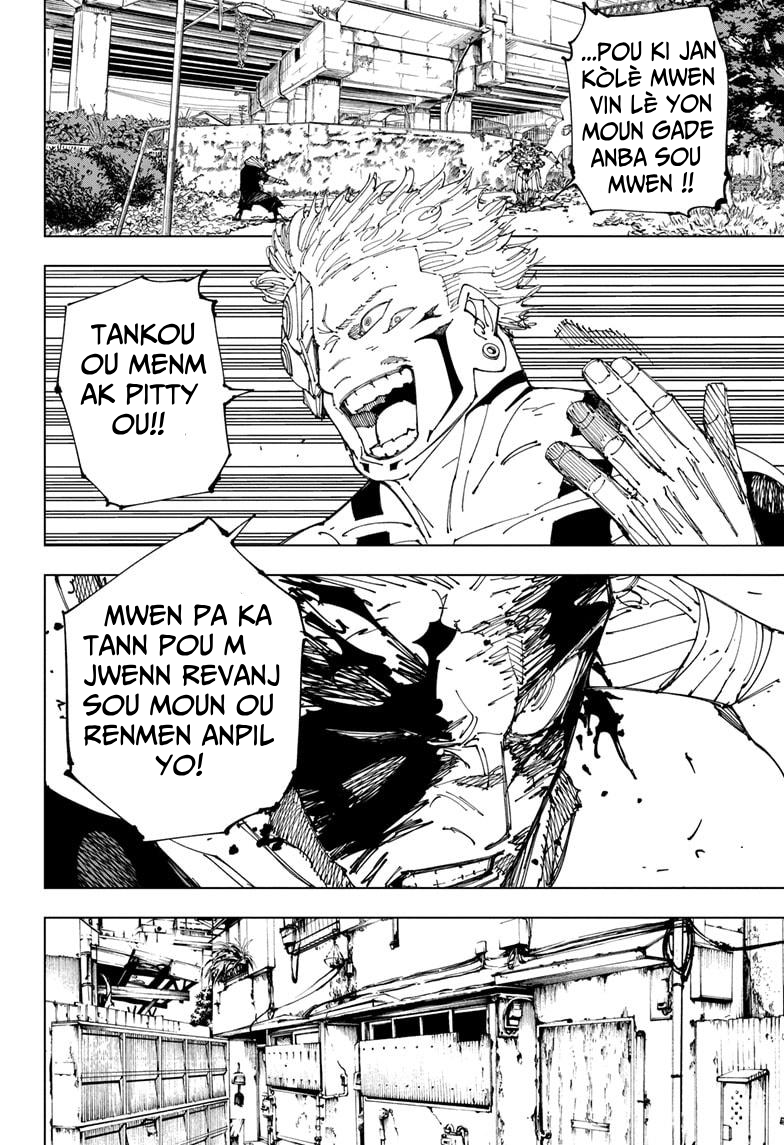 ...POU KI JAN
KÒLÈ MWEN
VIN LÈ YON
MOUN GADE
ANBA SOU
MWEN !!
TANKOU
OU MENM
AK PITTY
OU!!
MWEN PA KA
TANN POU M
JWENN REVANJ
SOU MOUN OU
RENMEN ANPIL
YO!